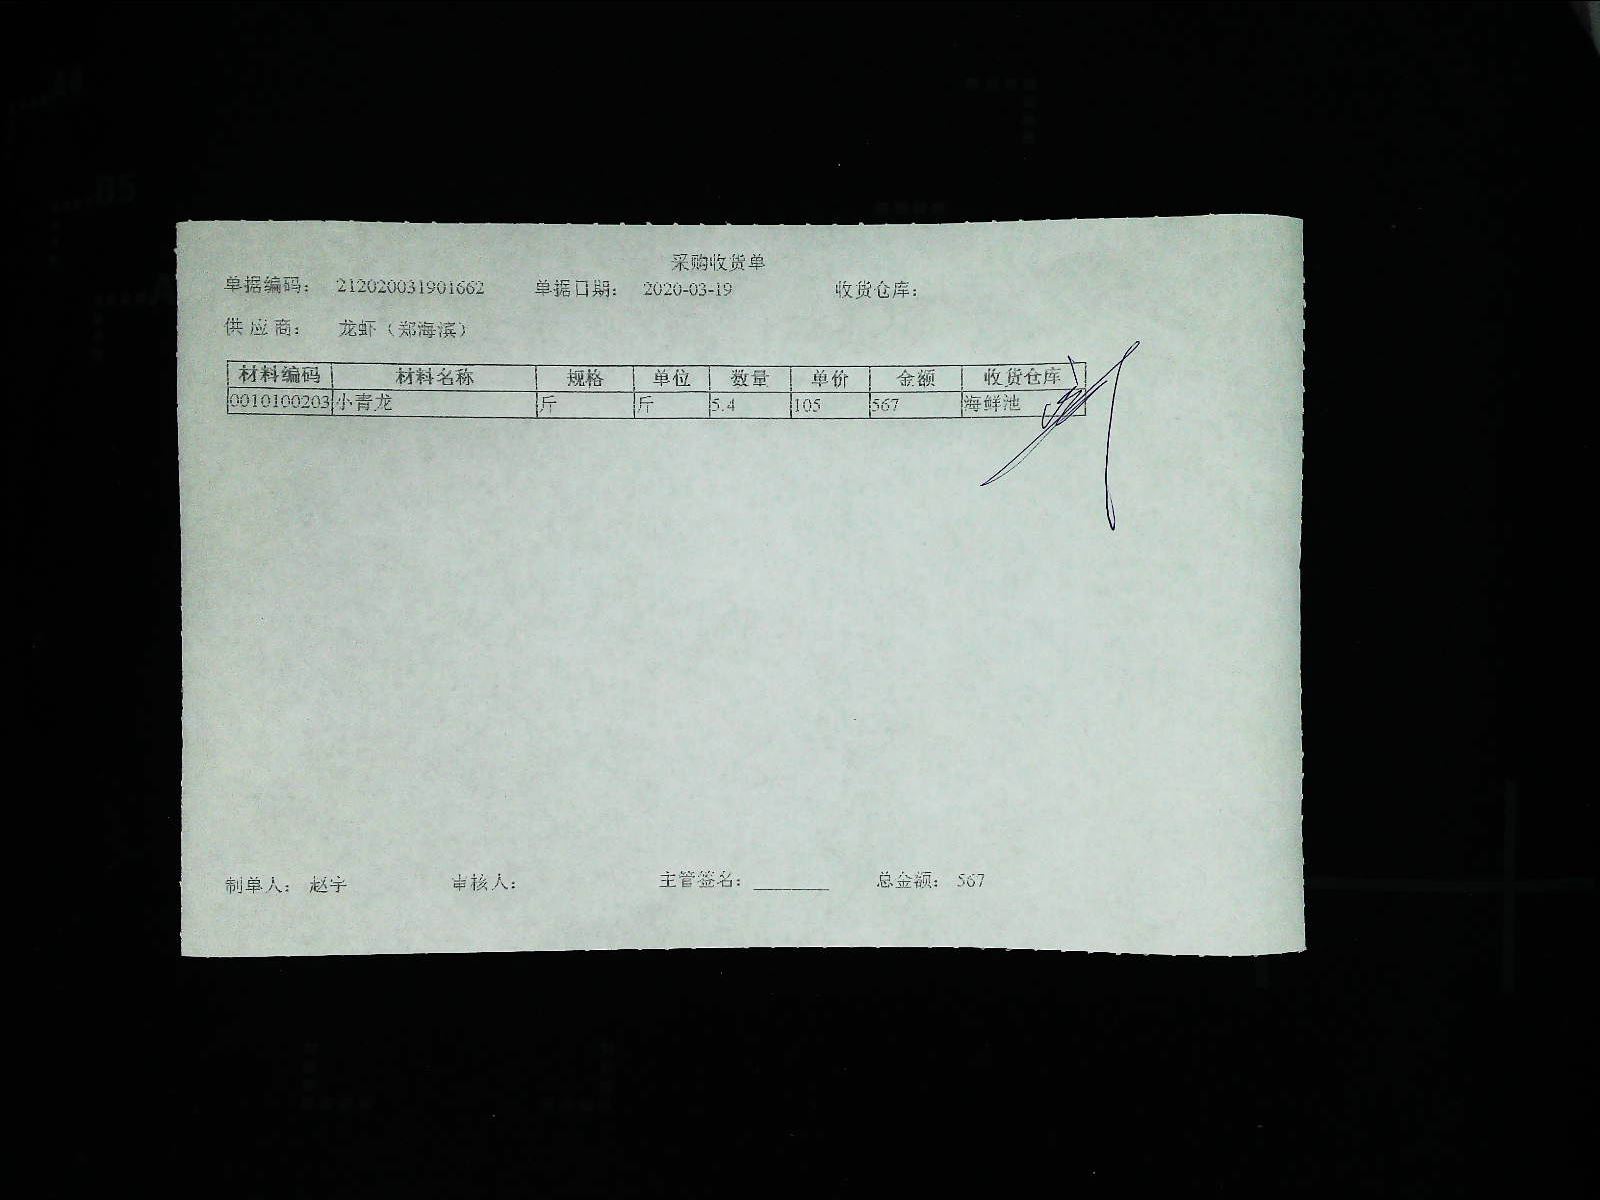 采购收货单
单据编码： 212020031901662 单据日期： 2020-03-19 收货仓库：
供应商： 龙虾（郑海滨）
材料编码 材料名称 规格 单位 数量 单价 金额 收货仓库
0010100203 小青龙 斤 斤 5.4 105 567 海鲜池
制单人： 赵宇 审核人： 主管签名：________ 总金额： 567